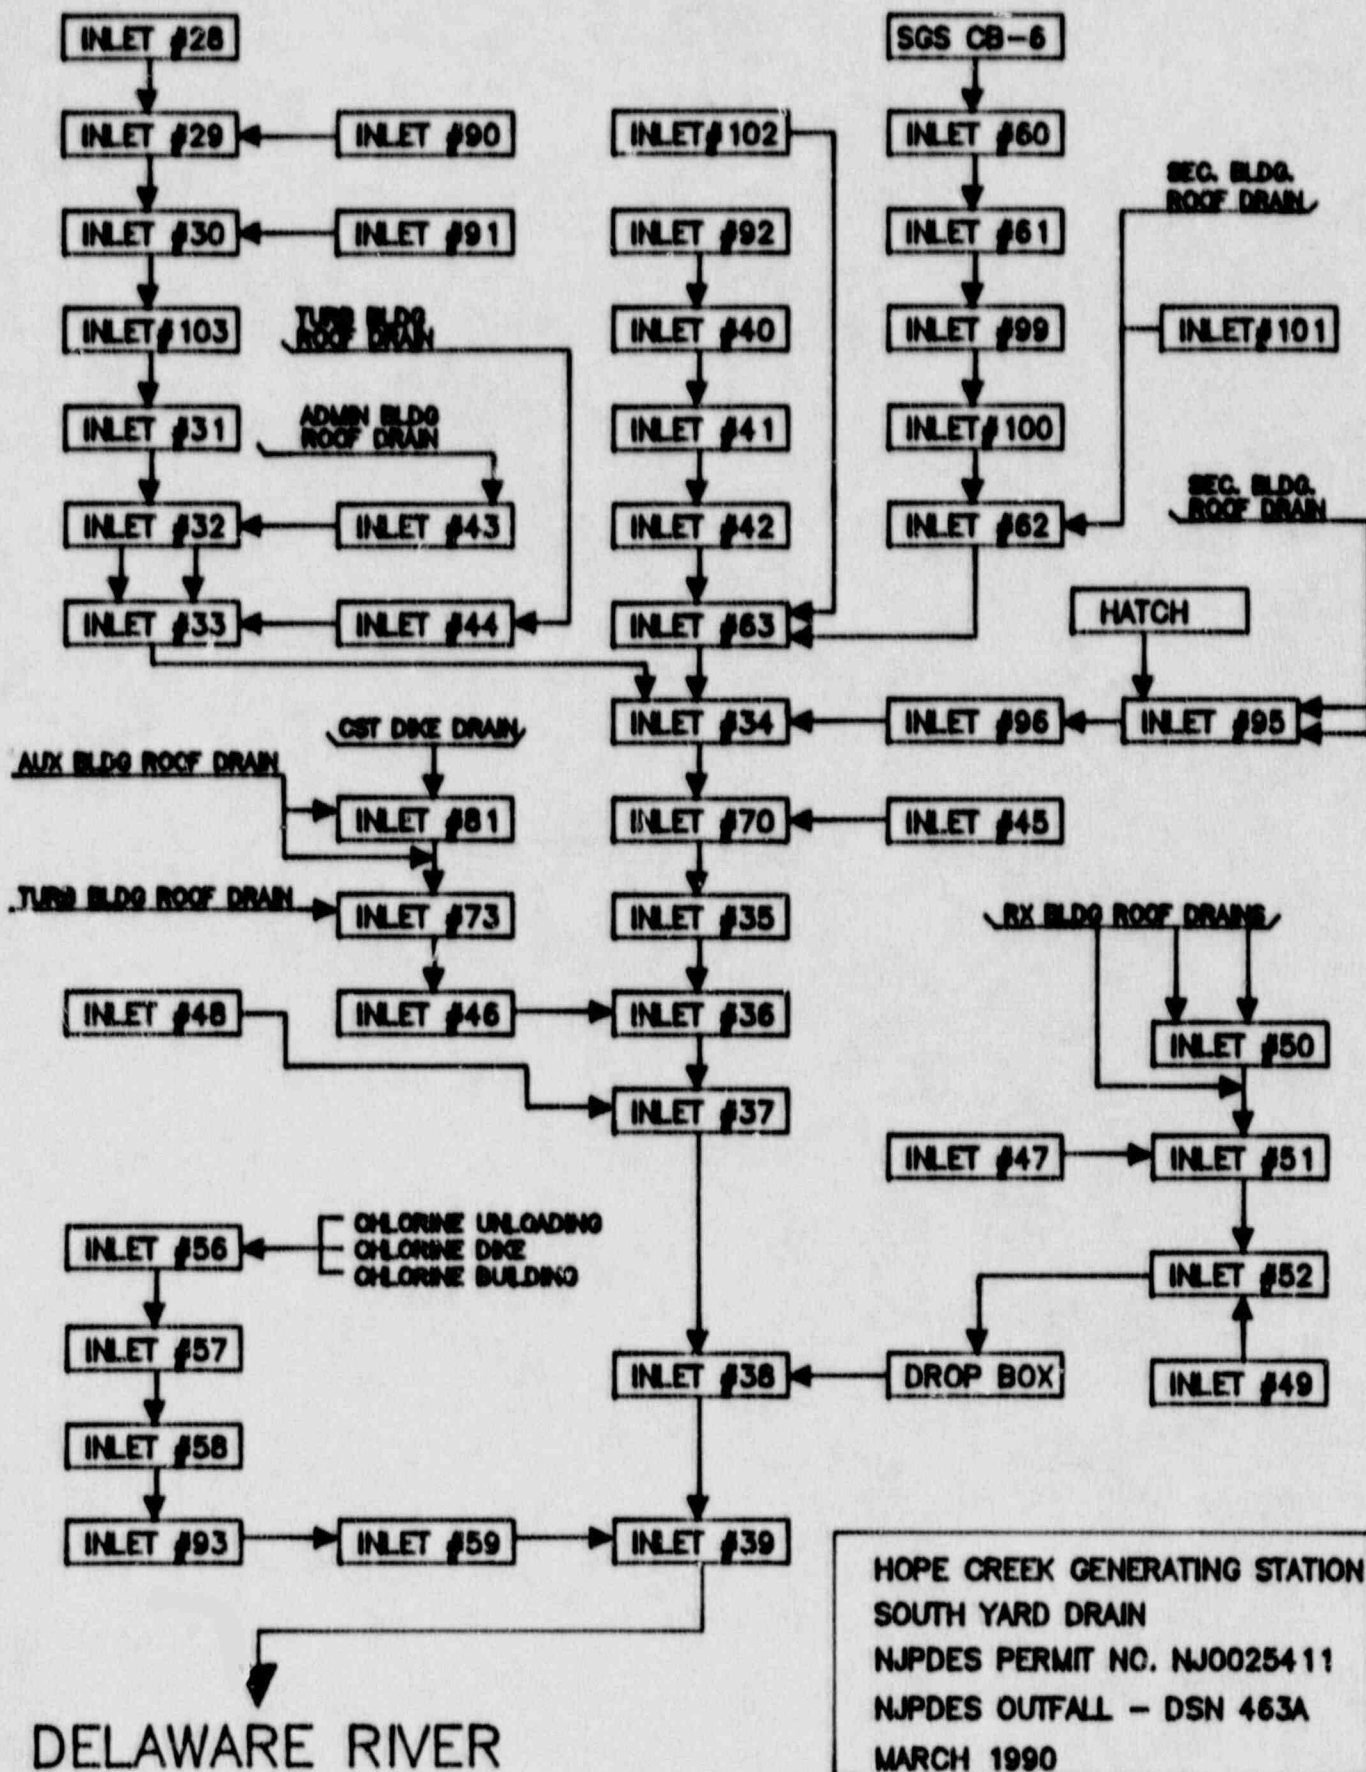 INLET #28
SGS CB-6
INLET #29
INLET #90
INLET #102
INLET #60
SEC. BLDG.
ROOF DRAIN
INLET #30
INLET #91
INLET #92
INLET #61
INLET #103
TURB BLDG
ROOF DRAIN
INLET #40
INLET #99
INLET #101
INLET #31
ADMIN BLDG
ROOF DRAIN
INLET #41
INLET #100
INLET #32
INLET #43
INLET #42
INLET #62
SEC. BLDG.
ROOF DRAIN
INLET #33
INLET #44
INLET #63
HATCH
INLET #34
INLET #96
INLET #95
CST DIKE DRAIN
AUX BLDG ROOF DRAIN
INLET #81
INLET #70
INLET #45
TURB BLDG ROOF DRAIN
INLET #73
INLET #35
RX BLDG ROOF DRAINS
INLET #48
INLET #46
INLET #36
INLET #50
INLET #37
INLET #47
INLET #51
INLET #56
CHLORINE UNLOADING
CHLORINE DIKE
CHLORINE BUILDING
INLET #52
INLET #57
INLET #38
DROP BOX
INLET #49
INLET #58
INLET #93
INLET #59
INLET #39
HOPE CREEK GENERATING STATION
SOUTH YARD DRAIN
NJPDES PERMIT NO. NJ0025411
NJPDES OUTFALL - DSN 463A
MARCH 1990
DELAWARE RIVER